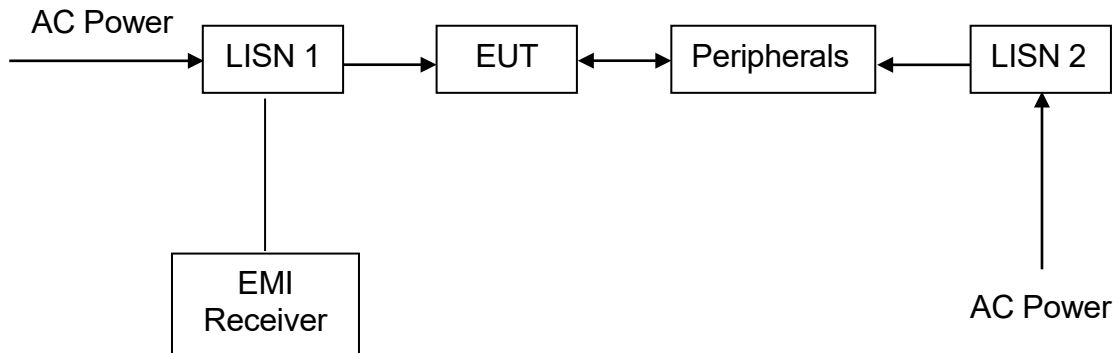 AC Power
LISN 1
EUT
Peripherals
LISN 2
EMI
Receiver
AC Power